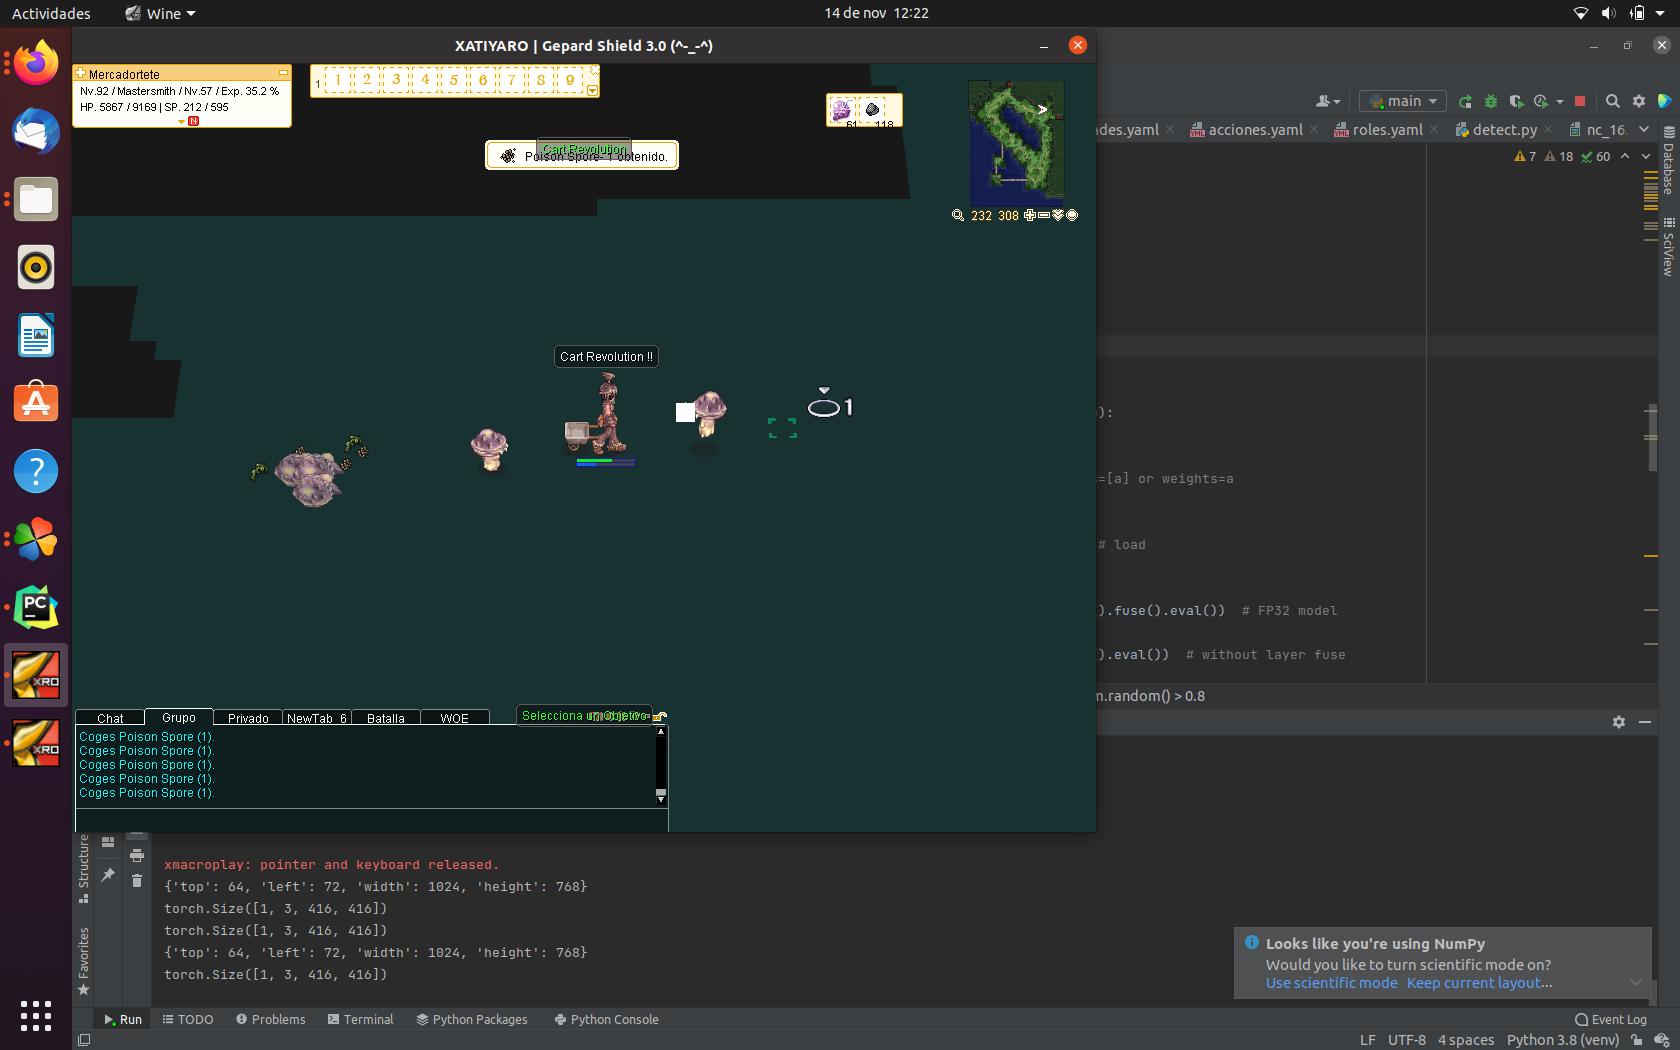 Actividades
Wine
14 de nov 12:22
XATIYARO | Gepard Shield 3.0 (^-_-^)
Mercadortete
Nv.92 / Mastersmith / Nv.57 / Exp. 35.2 %
HP. 5867 / 9169 | SP. 212 / 595
N
1
1 2 3 4 5 6 7 8 9
61 118
Cart Revolution
Poison Spore- 1 obtenido.
232 308
Cart Revolution !!
1
Chat
Grupo
Privado
NewTab_6
Batalla
WOE
Selecciona un objetivo
Coges Poison Spore (1).
Coges Poison Spore (1).
Coges Poison Spore (1).
Coges Poison Spore (1).
Coges Poison Spore (1).
PC
XRO
XRO
main
des.yaml
acciones.yaml
roles.yaml
detect.py
nc_16.
7 18 60
Database
SciView
):
=[a] or weights=a
# load
).fuse().eval()) # FP32 model
).eval()) # without layer fuse
m.random() > 0.8
Structure
Favorites
xmacroplay: pointer and keyboard released.
{'top': 64, 'left': 72, 'width': 1024, 'height': 768}
torch.Size([1, 3, 416, 416])
torch.Size([1, 3, 416, 416])
{'top': 64, 'left': 72, 'width': 1024, 'height': 768}
torch.Size([1, 3, 416, 416])
Looks like you're using NumPy
Would you like to turn scientific mode on?
Use scientific mode Keep current layout...
Run
TODO
Problems
Terminal
Python Packages
Python Console
Event Log
LF UTF-8 4 spaces Python 3.8 (venv)